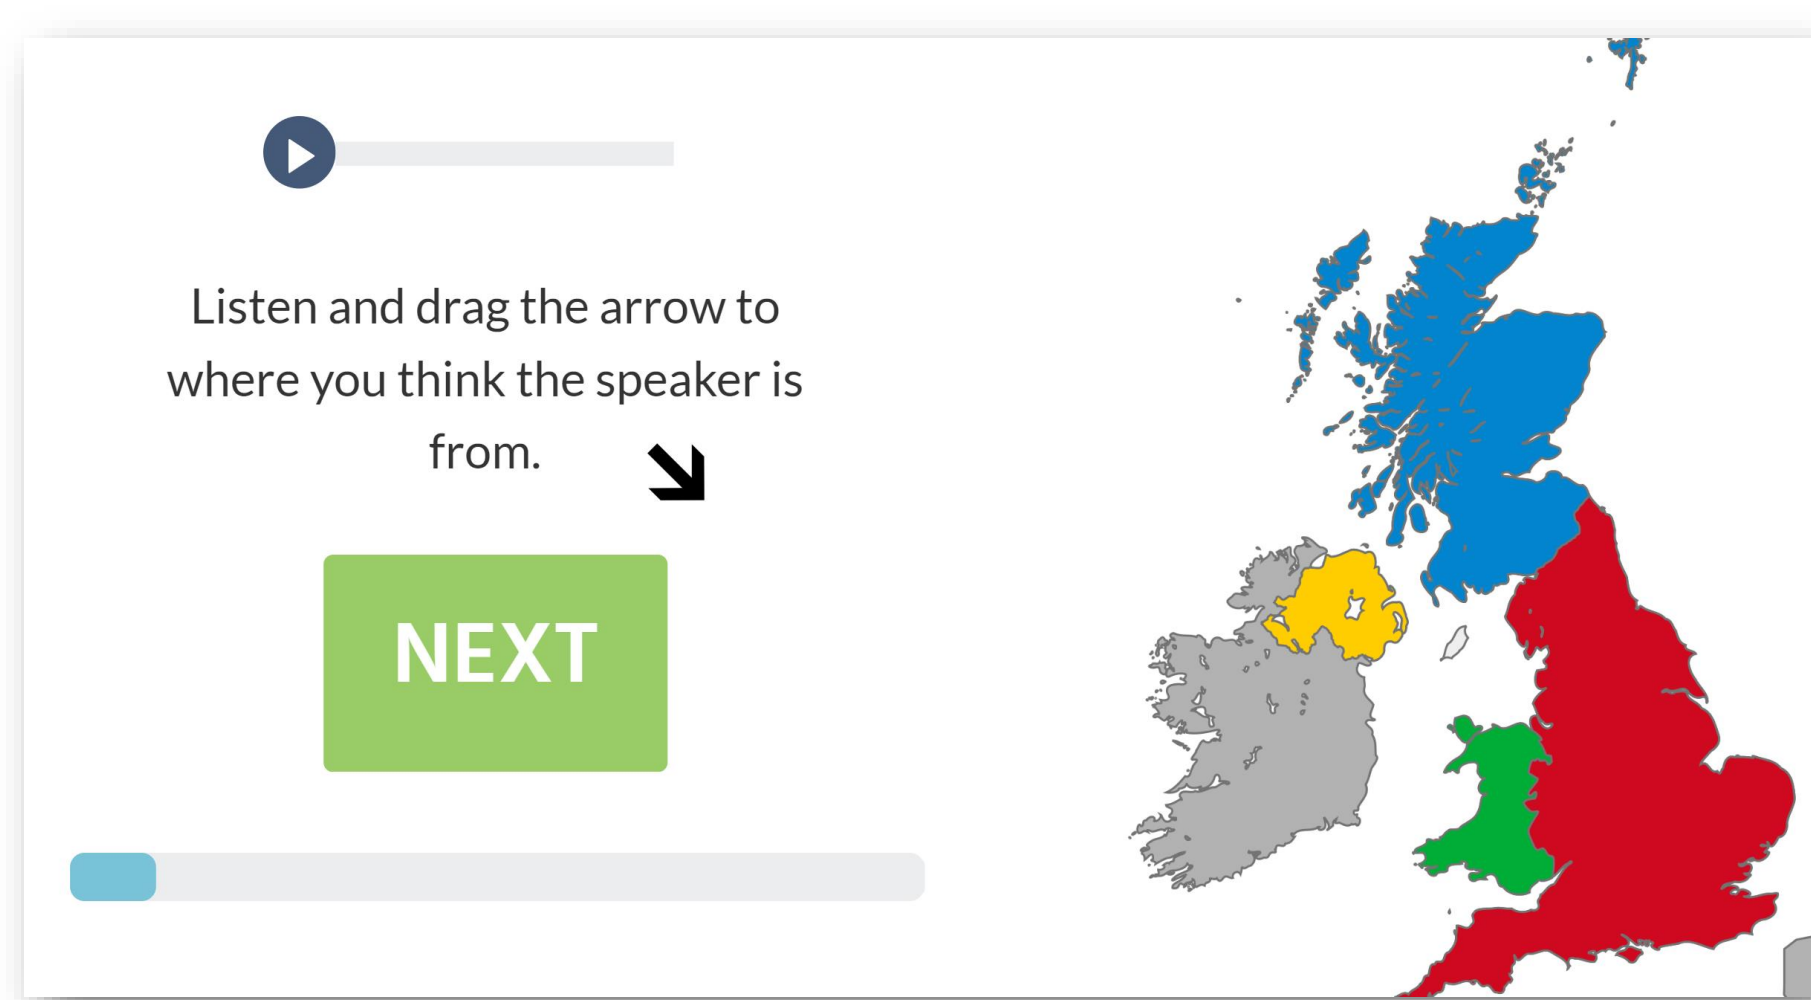 Listen and drag the arrow to
where you think the speaker is
from.
NEXT